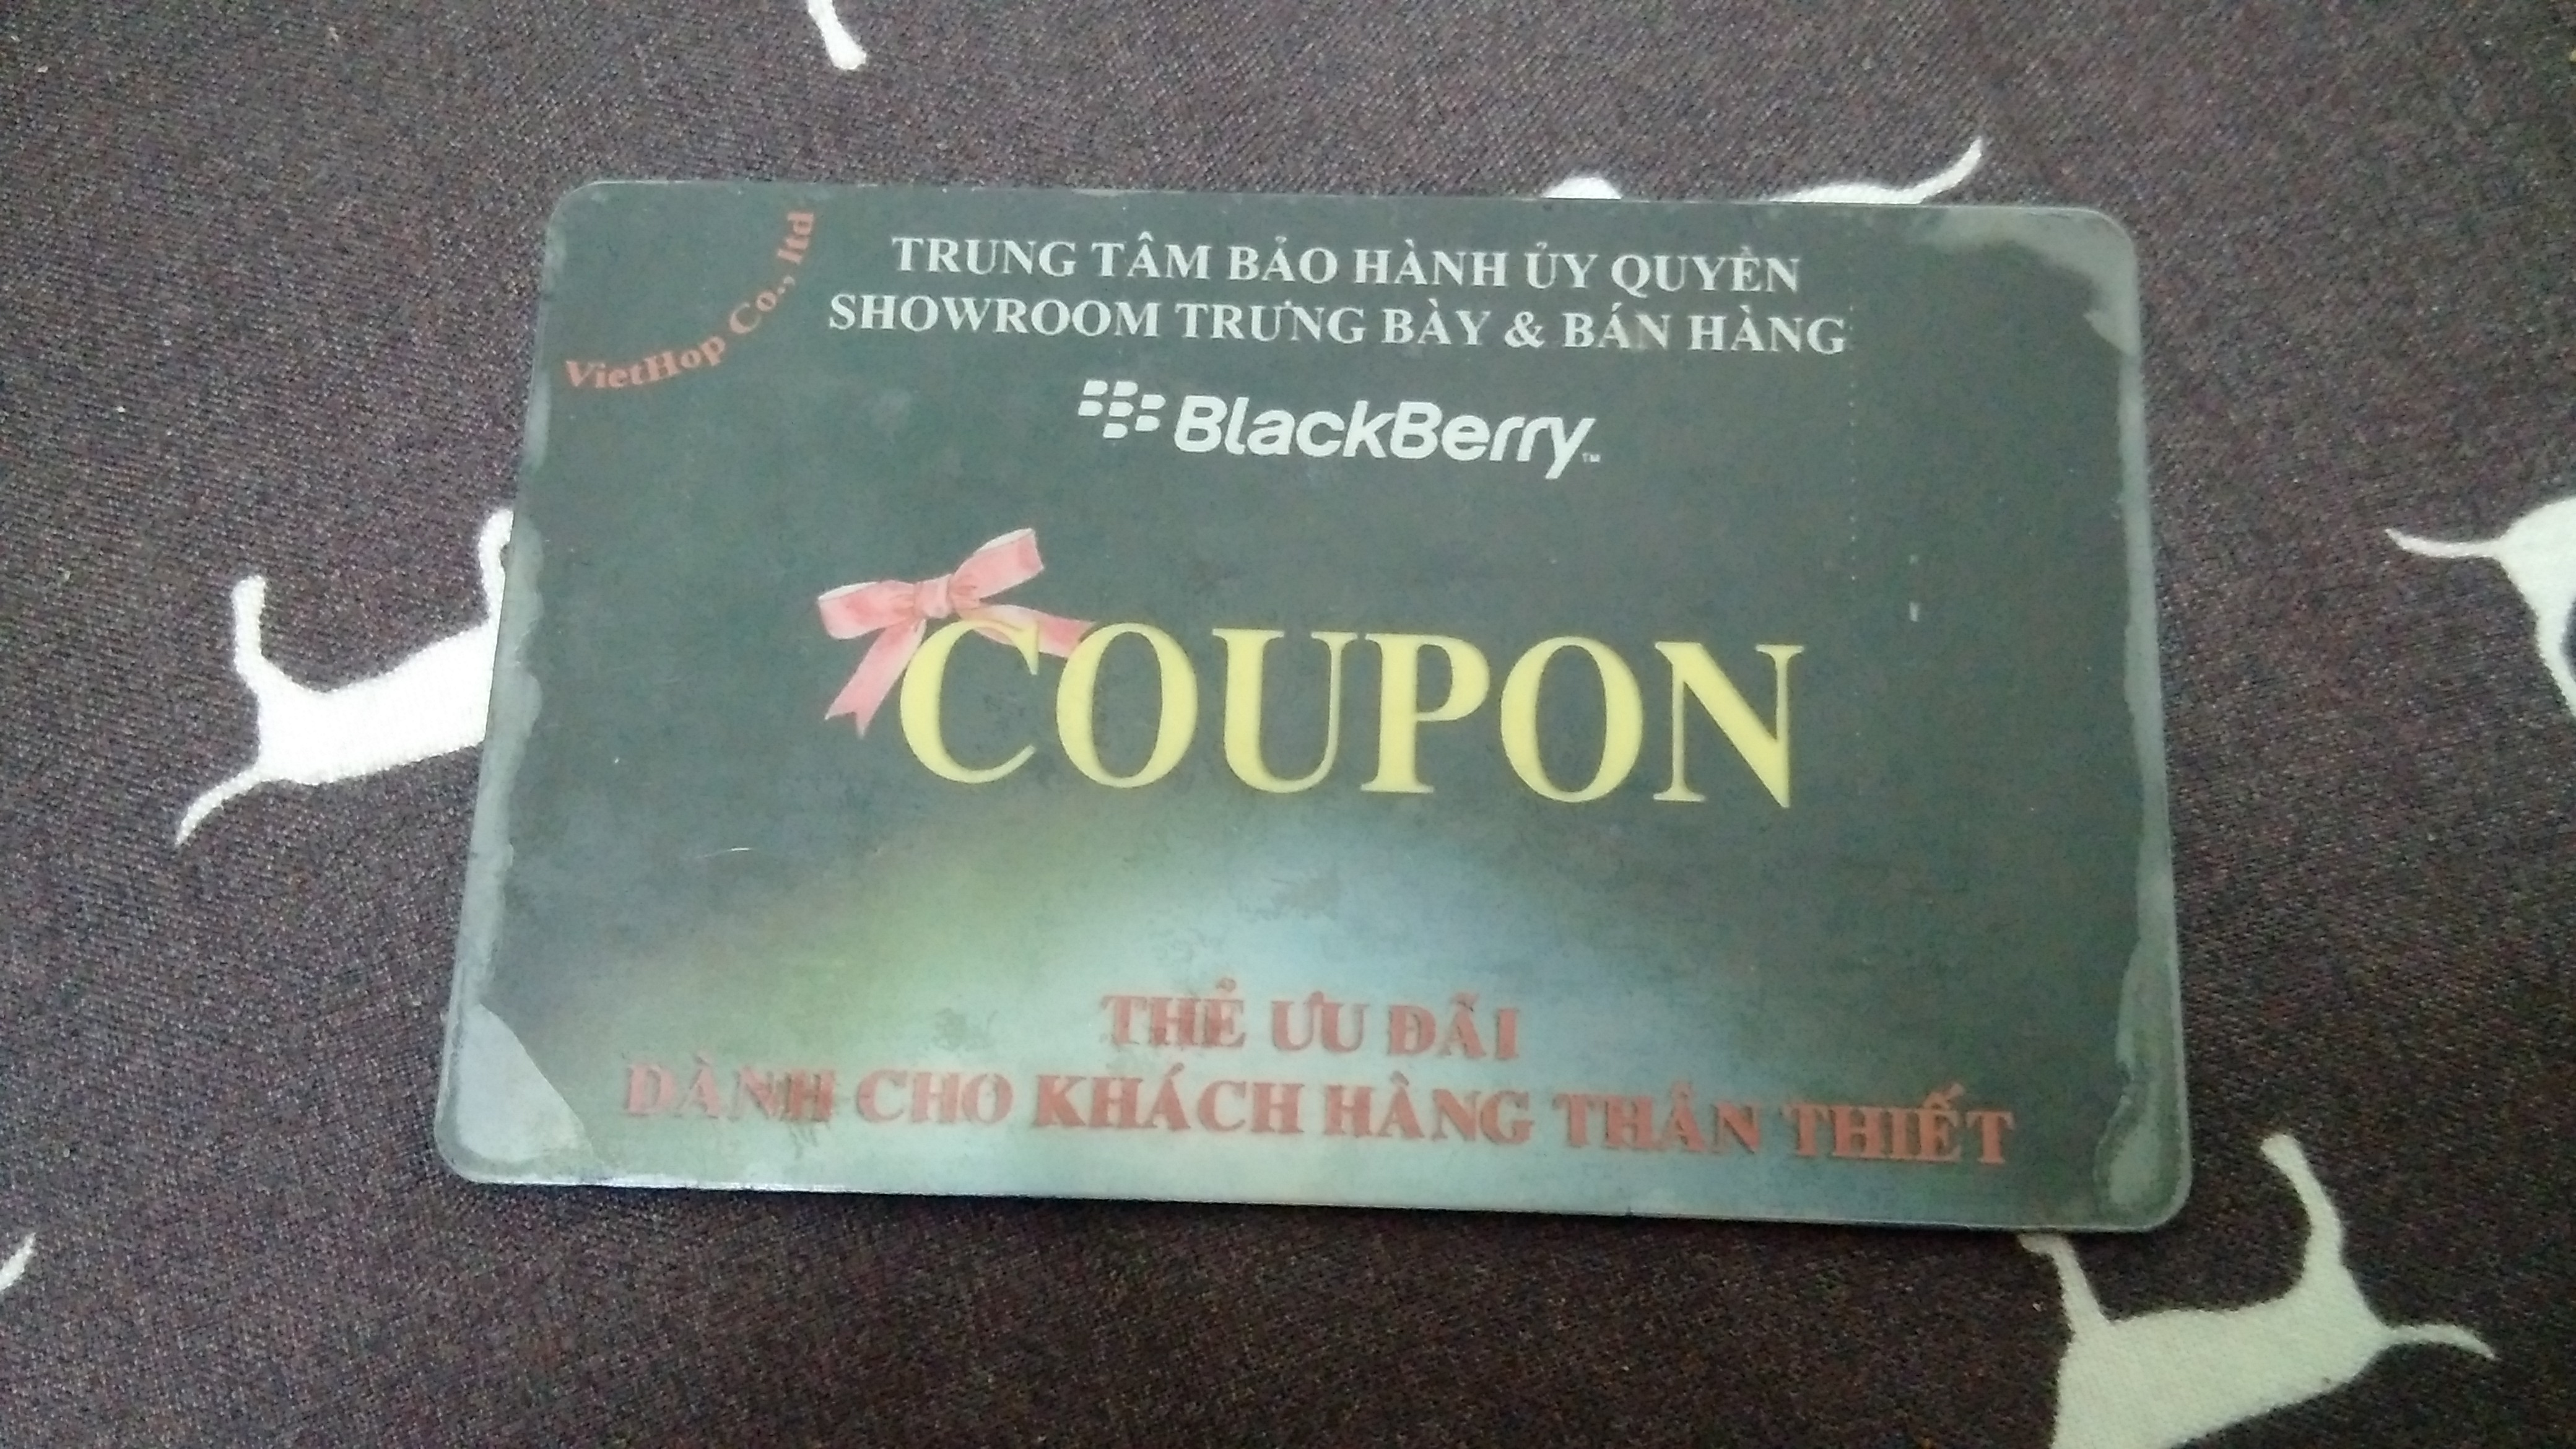 VietHop Co., ltd
TRUNG TÂM BẢO HÀNH ỦY QUYỀN
SHOWROOM TRƯNG BÀY & BÁN HÀNG
BlackBerry™
COUPON
THẺ ƯU ĐÃI
DÀNH CHO KHÁCH HÀNG THÂN THIẾT